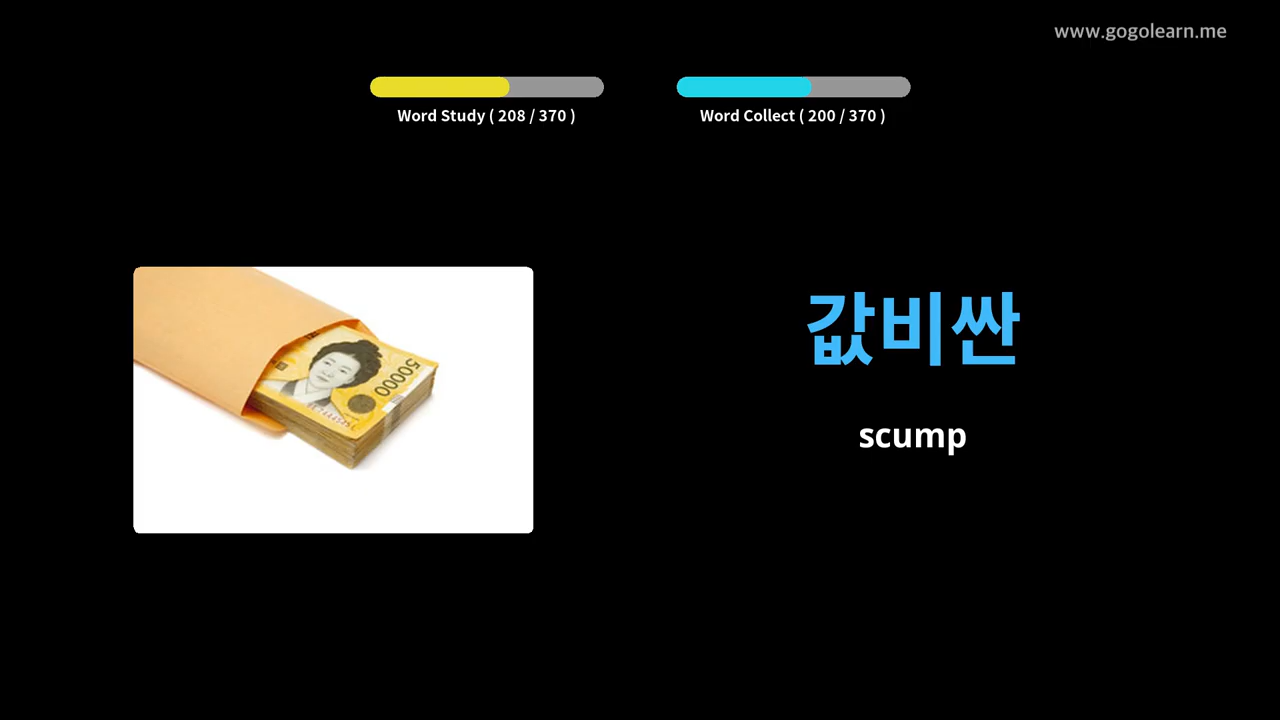 www.gogolearn.me
Word Study ( 208 / 370 )
Word Collect ( 200 / 370 )
50000
값비싼
scump